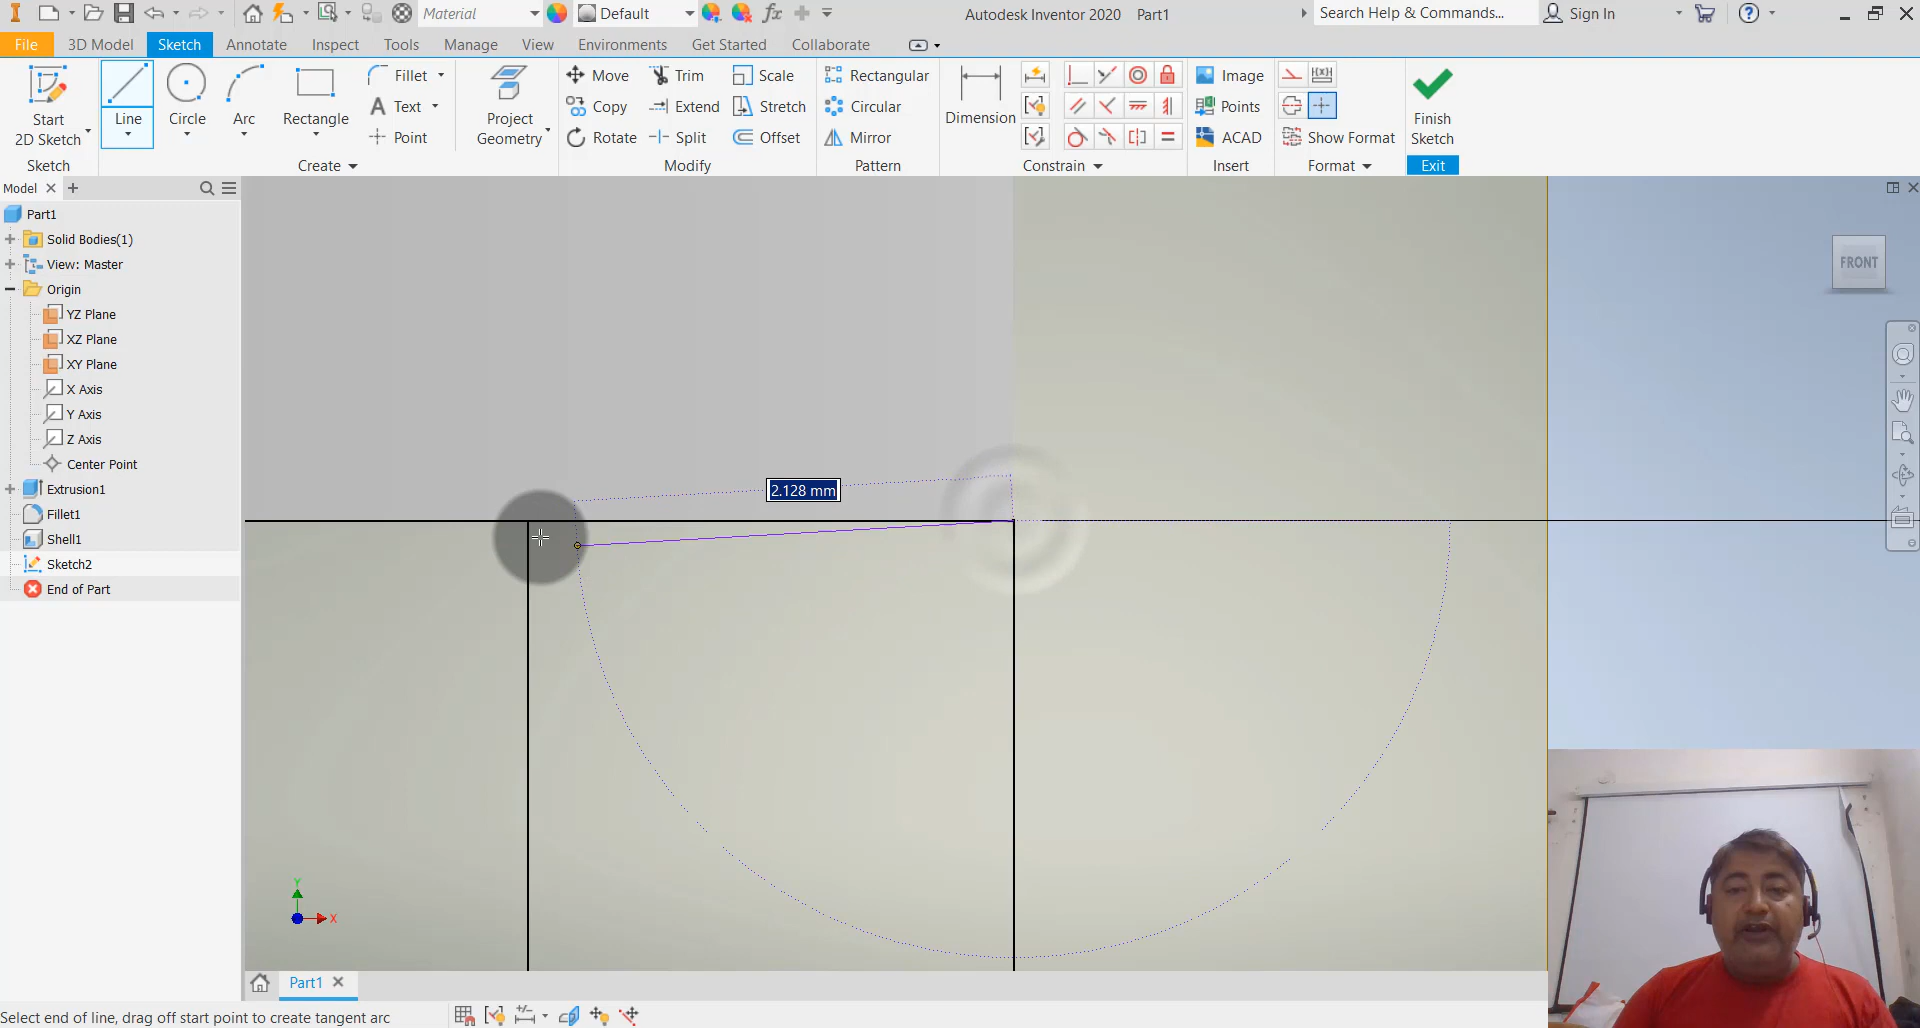 Material Default Autodesk Inventor 2020 Part1 Search Help & Commands... Sign In
File 3D Model Sketch Annotate Inspect Tools Manage View Environments Get Started Collaborate
Start
2D Sketch
Line
Circle
Arc
Rectangle
Fillet
Text
Point
Project
Geometry
Move
Copy
Rotate
Trim
Extend
Split
Scale
Stretch
Offset
Rectangular
Circular
Mirror
Dimension
Image
Points
ACAD
Show Format
Finish
Sketch
Sketch Create Modify Pattern Constrain Insert Format Exit
Model
Part1
Solid Bodies(1)
View: Master
Origin
YZ Plane
XZ Plane
XY Plane
X Axis
Y Axis
Z Axis
Center Point
Extrusion1
Fillet1
Shell1
Sketch2
End of Part
FRONT
2.128 mm
Y
X
Part1
Select end of line, drag off start point to create tangent arc